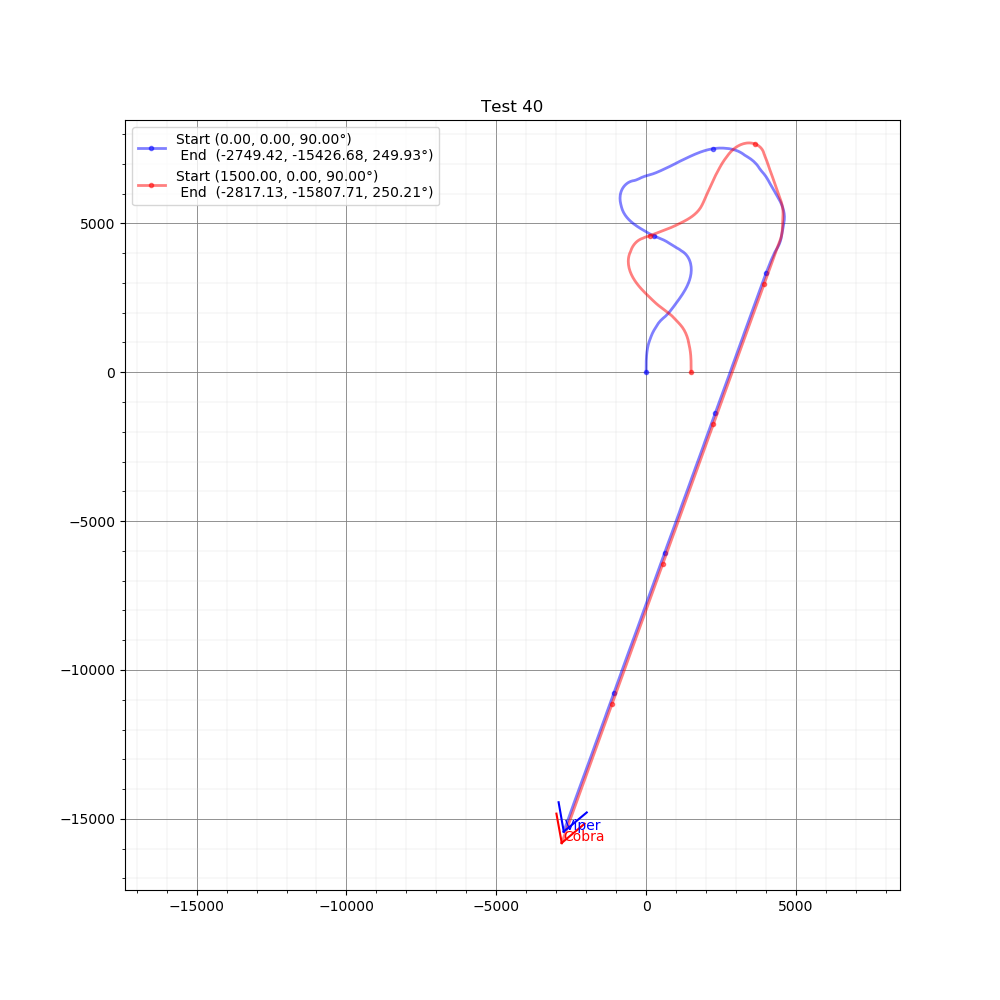 Test 40
Start (0.00, 0.00, 90.00°)
End (-2749.42, -15426.68, 249.93°)
Start (1500.00, 0.00, 90.00°)
End (-2817.13, -15807.71, 250.21°)
5000
0
−5000
−10000
−15000
Viper
Cobra
−15000
−10000
−5000
0
5000